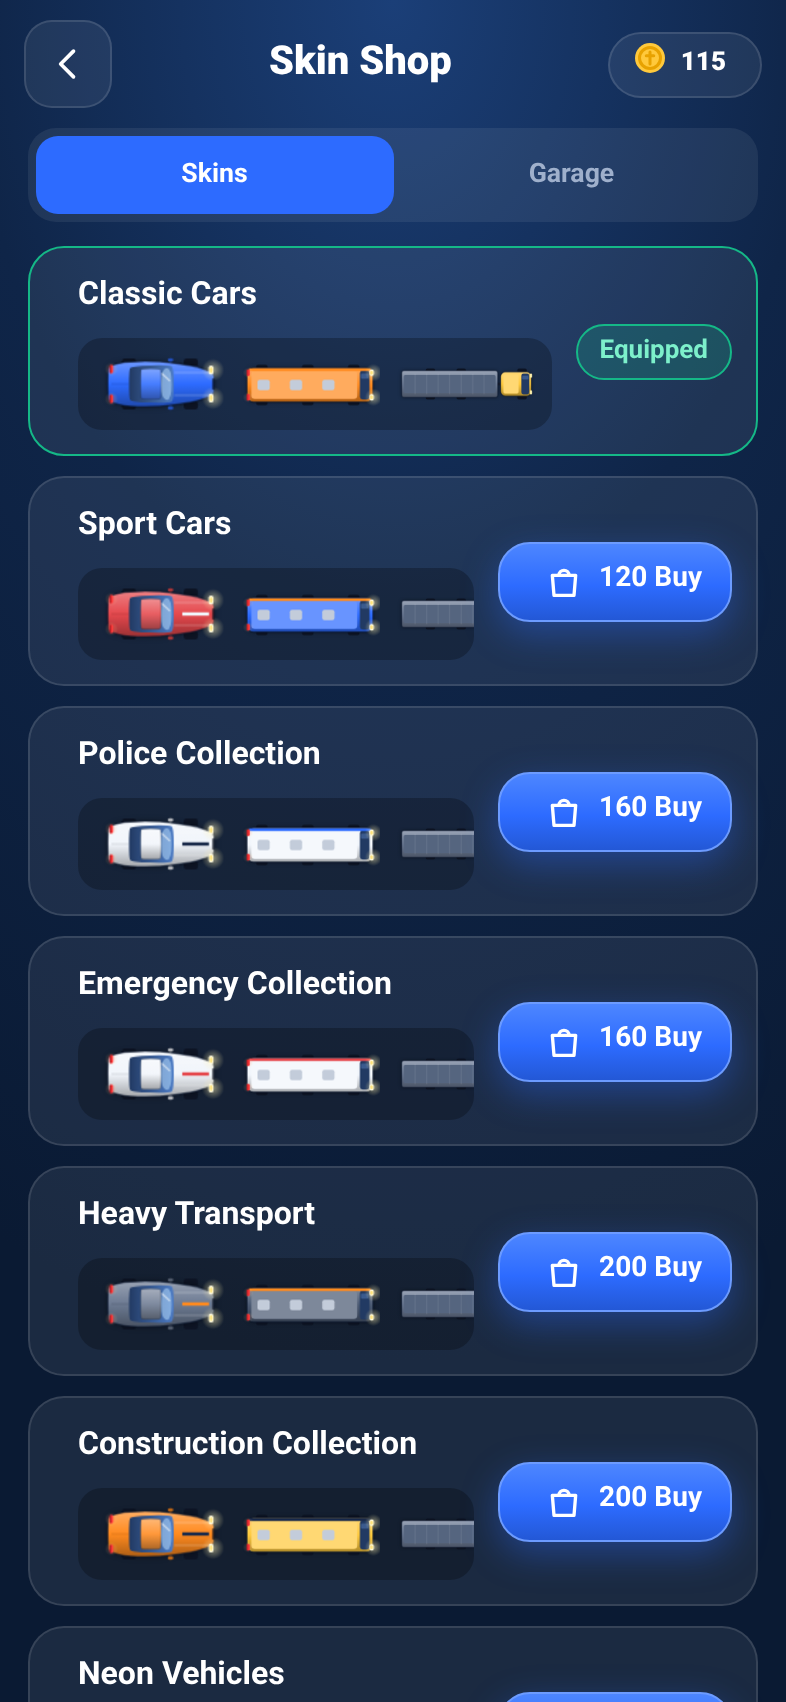 Skin Shop
115
Skins
Garage
Classic Cars
Equipped
Sport Cars
120 Buy
Police Collection
160 Buy
Emergency Collection
160 Buy
Heavy Transport
200 Buy
Construction Collection
200 Buy
Neon Vehicles